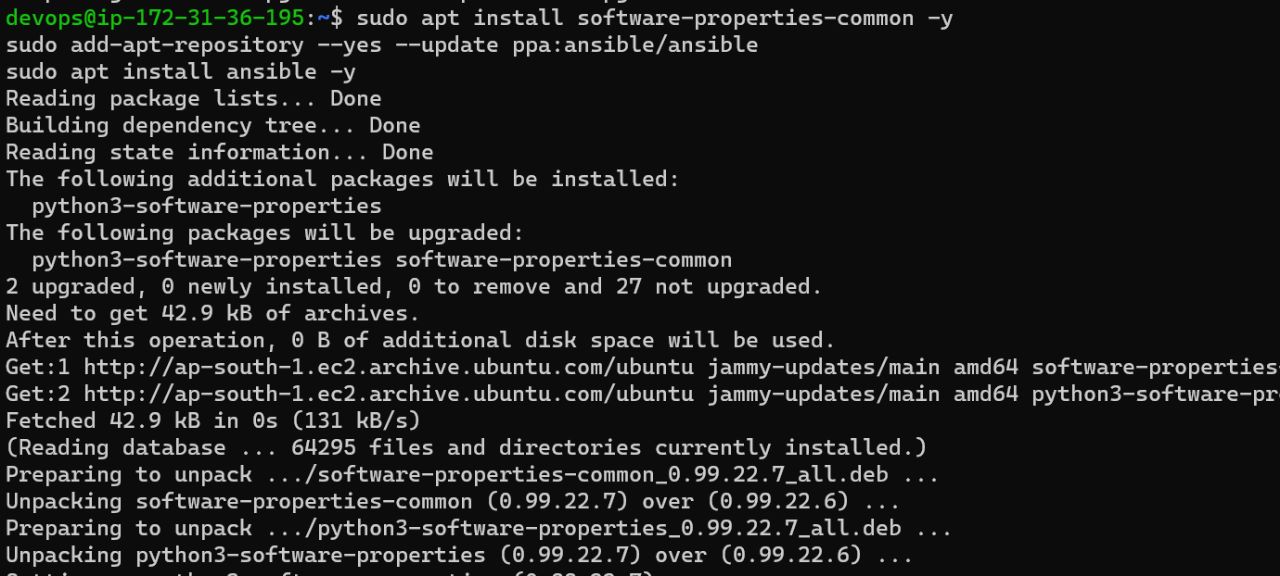 devops@ip-172-31-36-195:~$ sudo apt install software-properties-common -y
sudo add-apt-repository --yes --update ppa:ansible/ansible
sudo apt install ansible -y
Reading package lists... Done
Building dependency tree... Done
Reading state information... Done
The following additional packages will be installed:
  python3-software-properties
The following packages will be upgraded:
  python3-software-properties software-properties-common
2 upgraded, 0 newly installed, 0 to remove and 27 not upgraded.
Need to get 42.9 kB of archives.
After this operation, 0 B of additional disk space will be used.
Get:1 http://ap-south-1.ec2.archive.ubuntu.com/ubuntu jammy-updates/main amd64 software-properties-
Get:2 http://ap-south-1.ec2.archive.ubuntu.com/ubuntu jammy-updates/main amd64 python3-software-pr
Fetched 42.9 kB in 0s (131 kB/s)
(Reading database ... 64295 files and directories currently installed.)
Preparing to unpack .../software-properties-common_0.99.22.7_all.deb ...
Unpacking software-properties-common (0.99.22.7) over (0.99.22.6) ...
Preparing to unpack .../python3-software-properties_0.99.22.7_all.deb ...
Unpacking python3-software-properties (0.99.22.7) over (0.99.22.6) ...